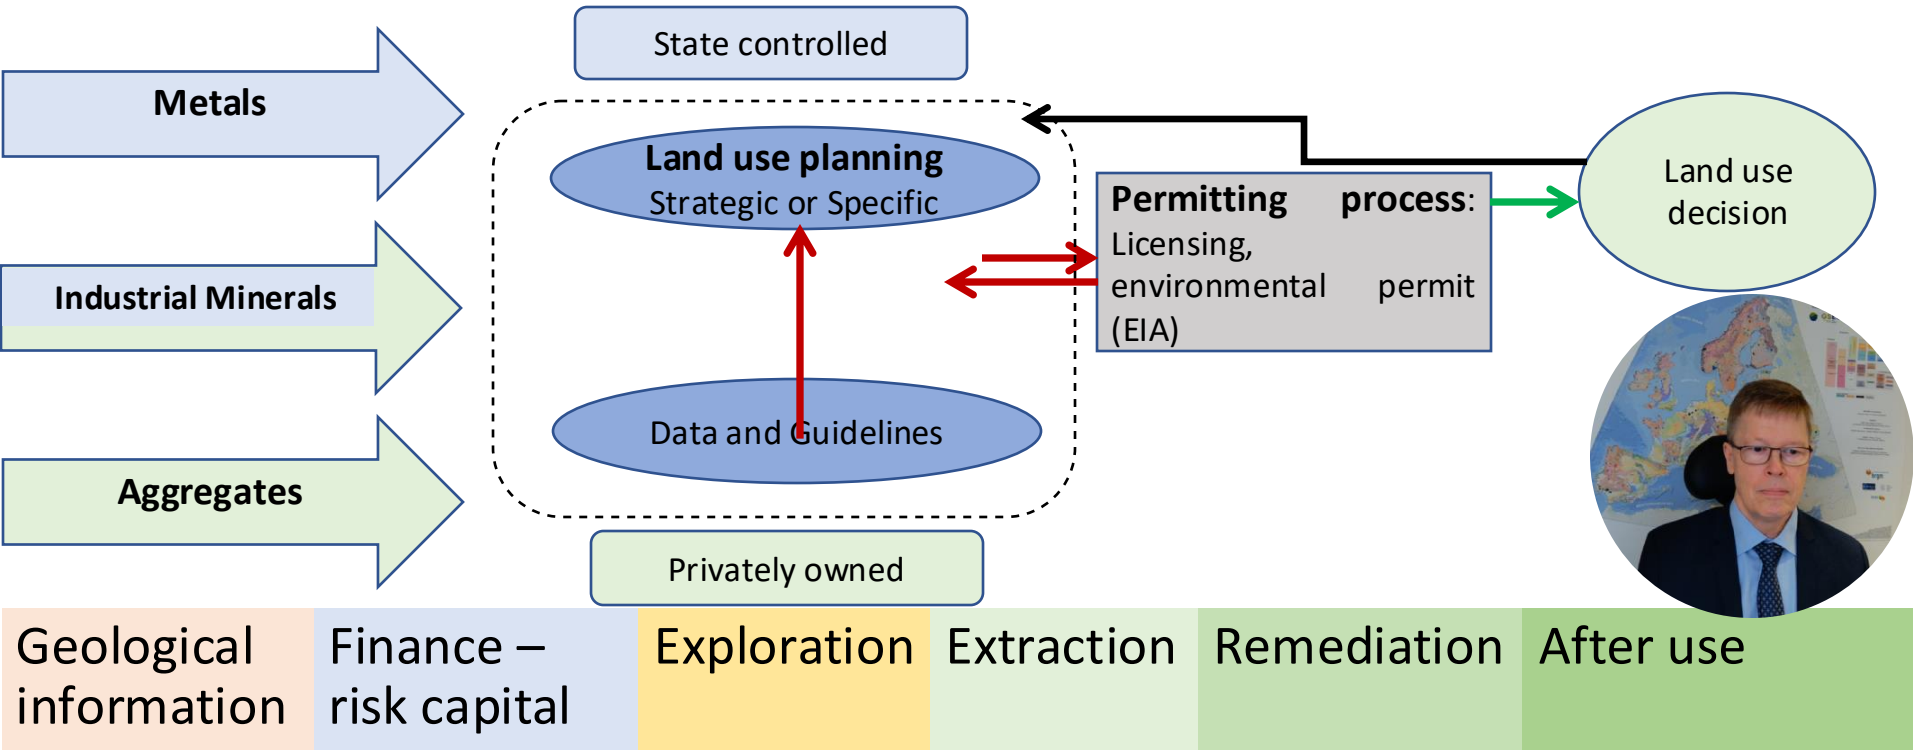 State controlled
Metals
Land use planning
Strategic or Specific
Land use
decision
Permitting process:
Licensing,
environmental permit
(EIA)
Industrial Minerals
Data and Guidelines
Aggregates
Privately owned
Geological
information
Finance –
risk capital
Exploration
Extraction
Remediation
After use